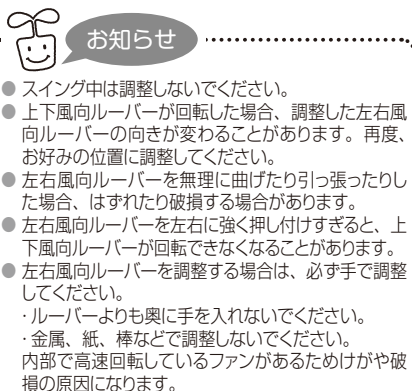 お知らせ
● スイング中は調整しないでください。
● 上下風向ルーバーが回転した場合、調整した左右風
向ルーバーの向きが変わることがあります。再度、
お好みの位置に調整してください。
● 左右風向ルーバーを無理に曲げたり引っ張ったりし
た場合、はずれたり破損する場合があります。
● 左右風向ルーバーを左右に強く押し付けすぎると、上
下風向ルーバーが回転できなくなることがあります。
● 左右風向ルーバーを調整する場合は、必ず手で調整
してください。
・ルーバーよりも奥に手を入れないでください。
・金属、紙、棒などで調整しないでください。
内部で高速回転しているファンがあるためけがや破
損の原因になります。